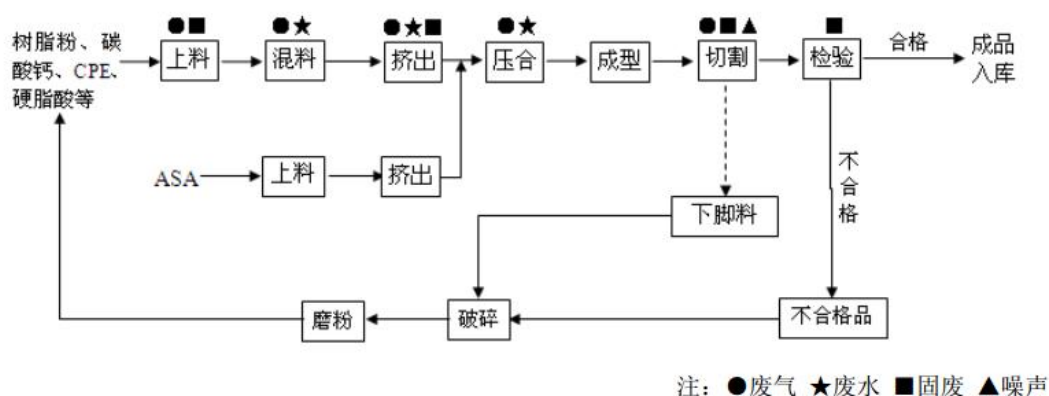 树脂粉、碳
酸钙、CPE、
硬脂酸等
●■
上料
●★
混料
●★■
挤出
●★
压合
成型
●■▲
切割
■
检验
合格
成品
入库
ASA
上料
挤出
不合格
下脚料
磨粉
破碎
不合格品
注：●废气 ★废水 ■固废 ▲噪声